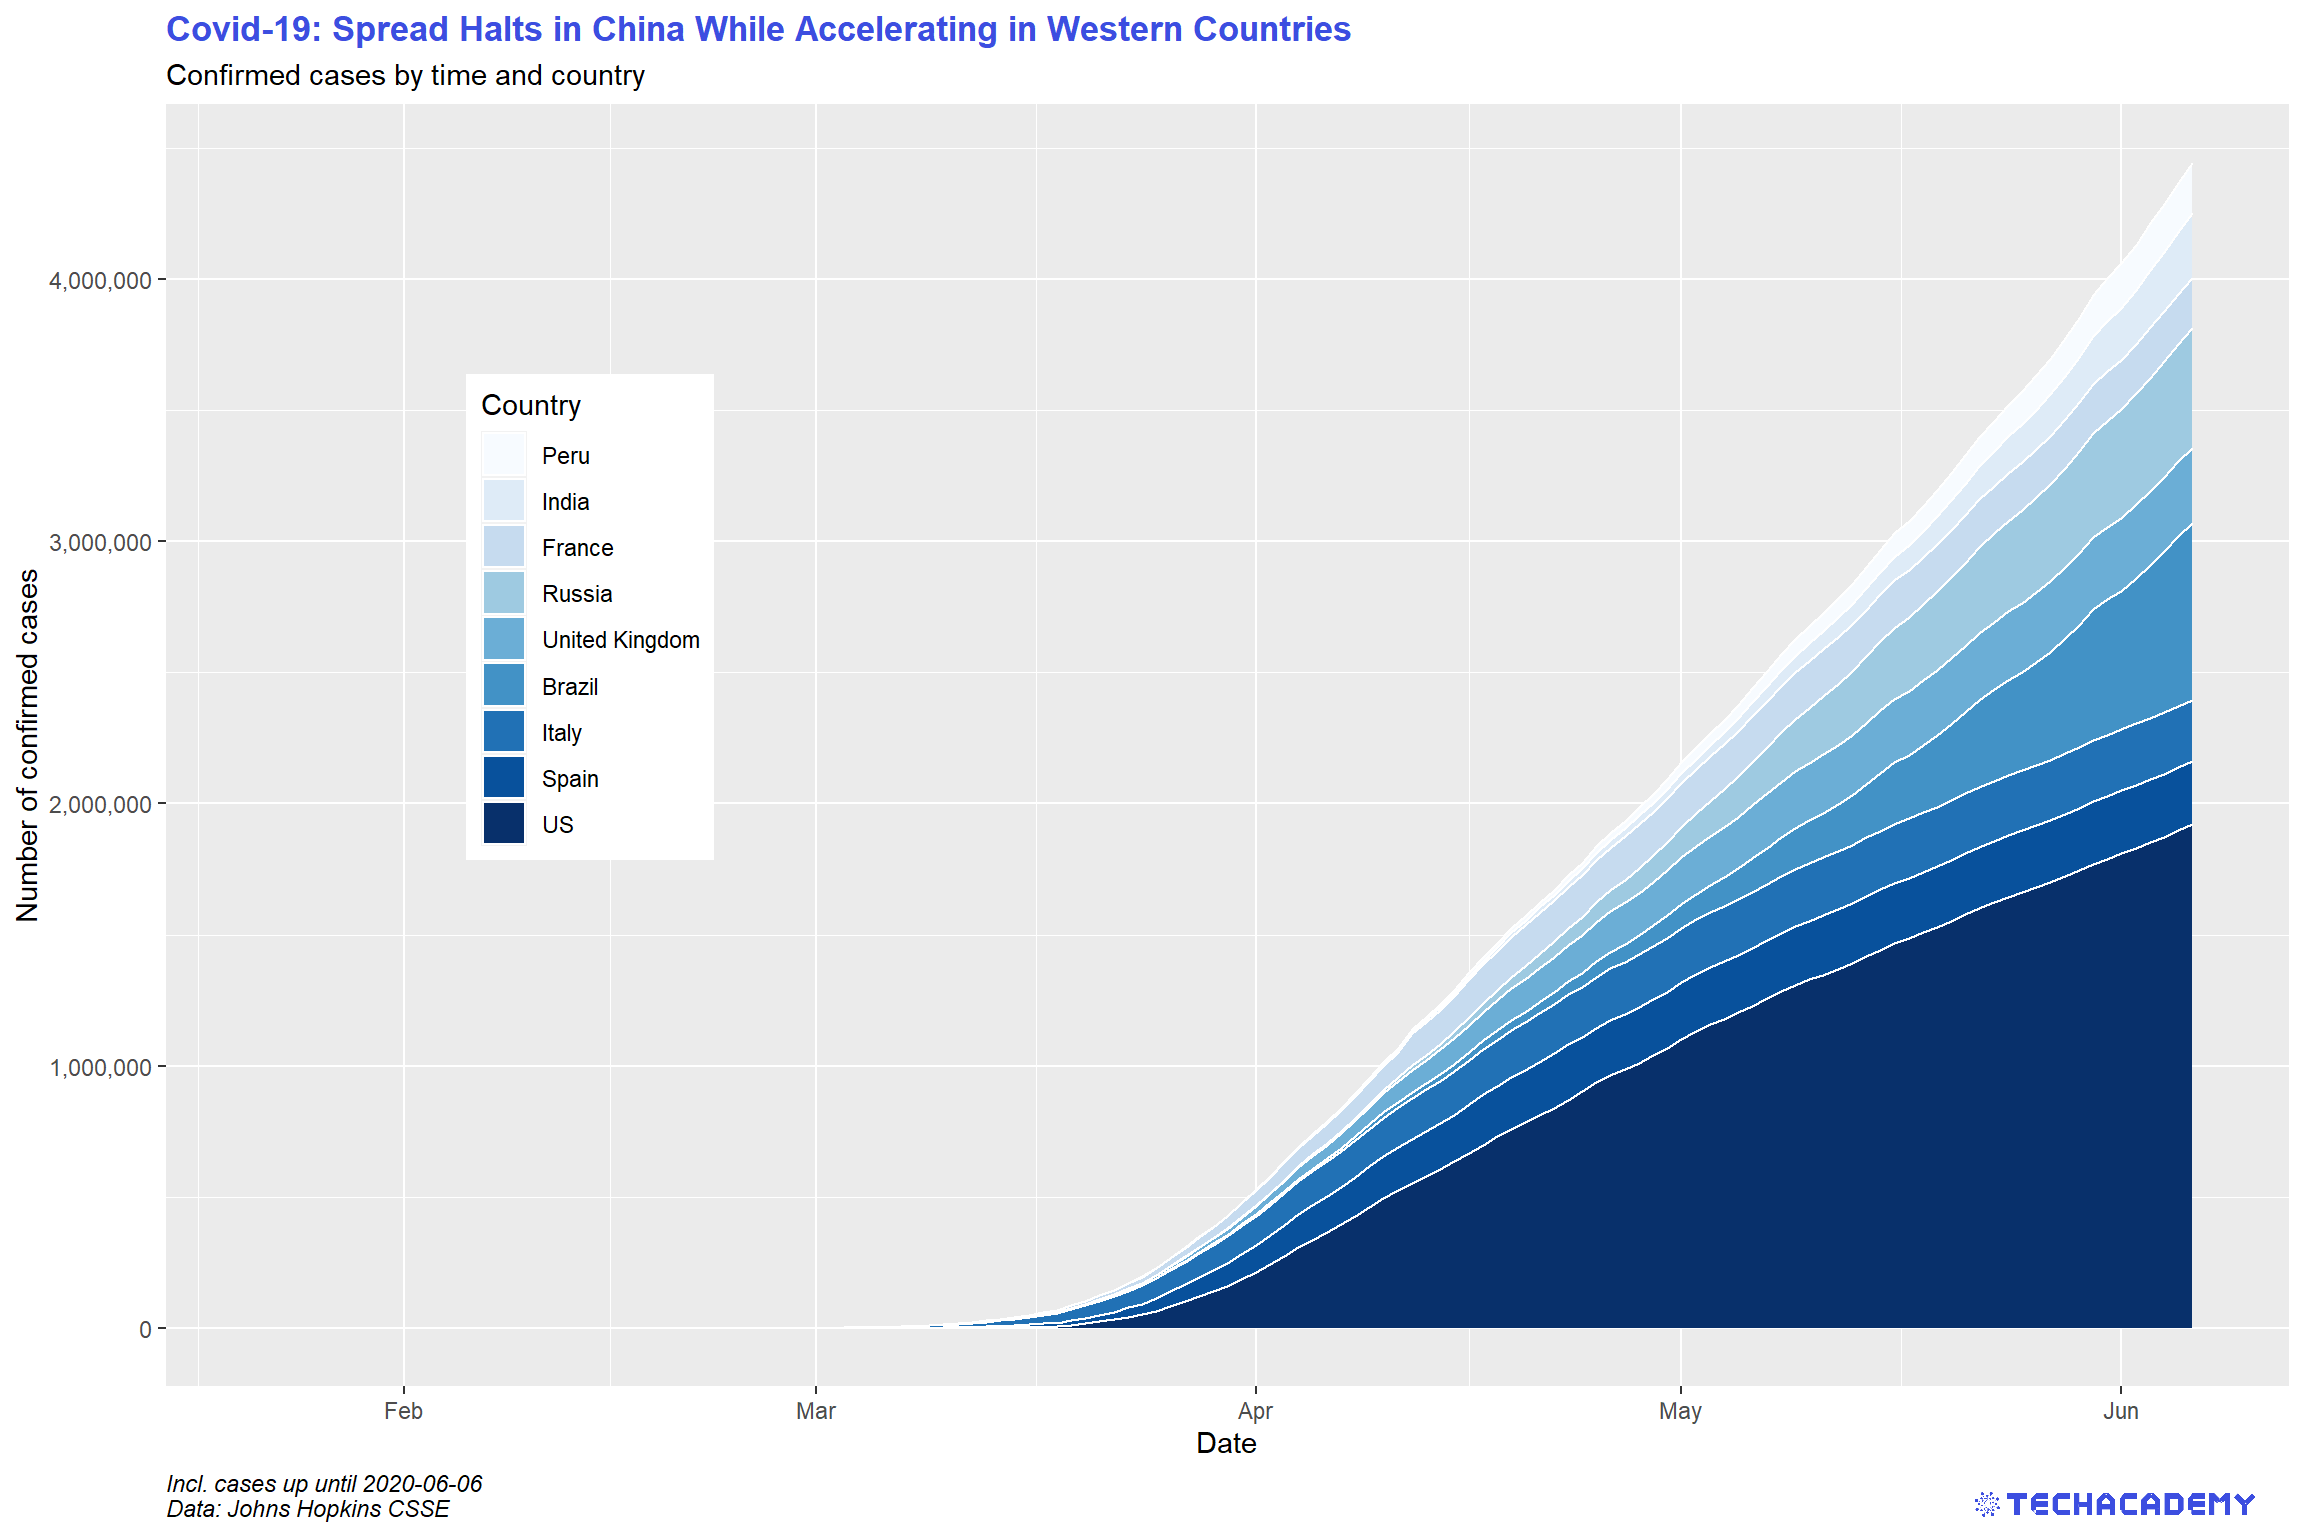 Covid-19: Spread Halts in China While Accelerating in Western Countries
Confirmed cases by time and country
Number of confirmed cases
4,000,000
3,000,000
2,000,000
1,000,000
0
Country
Peru
India
France
Russia
United Kingdom
Brazil
Italy
Spain
US
Feb
Mar
Apr
May
Jun
Date
Incl. cases up until 2020-06-06
Data: Johns Hopkins CSSE
TECHACADEMY